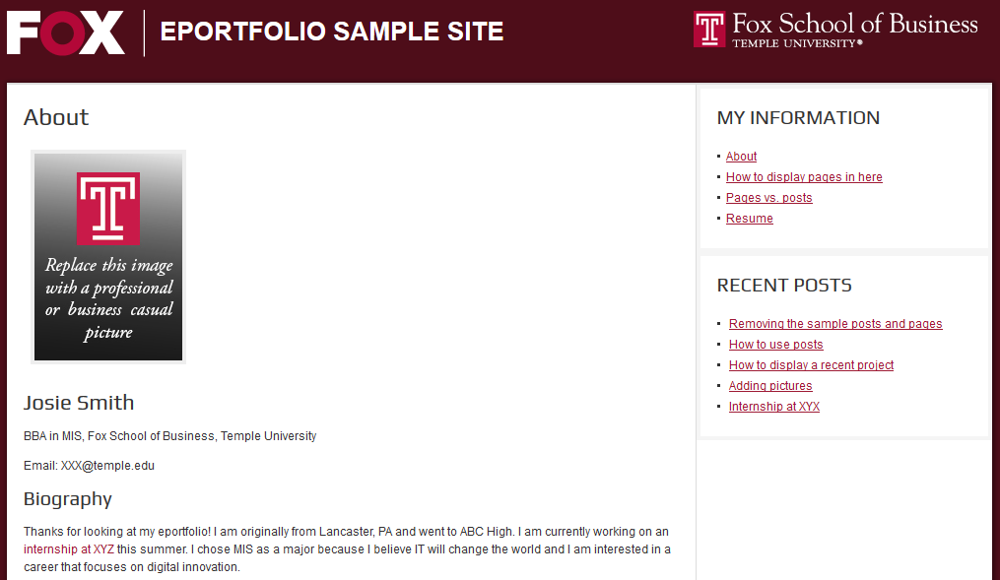 FOX EPORTFOLIO SAMPLE SITE
T Fox School of Business
TEMPLE UNIVERSITY®
About
T
Replace this image
with a professional
or business casual
picture
Josie Smith
BBA in MIS, Fox School of Business, Temple University
Email: XXX@temple.edu
Biography
Thanks for looking at my eportfolio! I am originally from Lancaster, PA and went to ABC High. I am currently working on an
internship at XYZ this summer. I chose MIS as a major because I believe IT will change the world and I am interested in a
career that focuses on digital innovation.
MY INFORMATION
About
How to display pages in here
Pages vs. posts
Resume
RECENT POSTS
Removing the sample posts and pages
How to use posts
How to display a recent project
Adding pictures
Internship at XYX